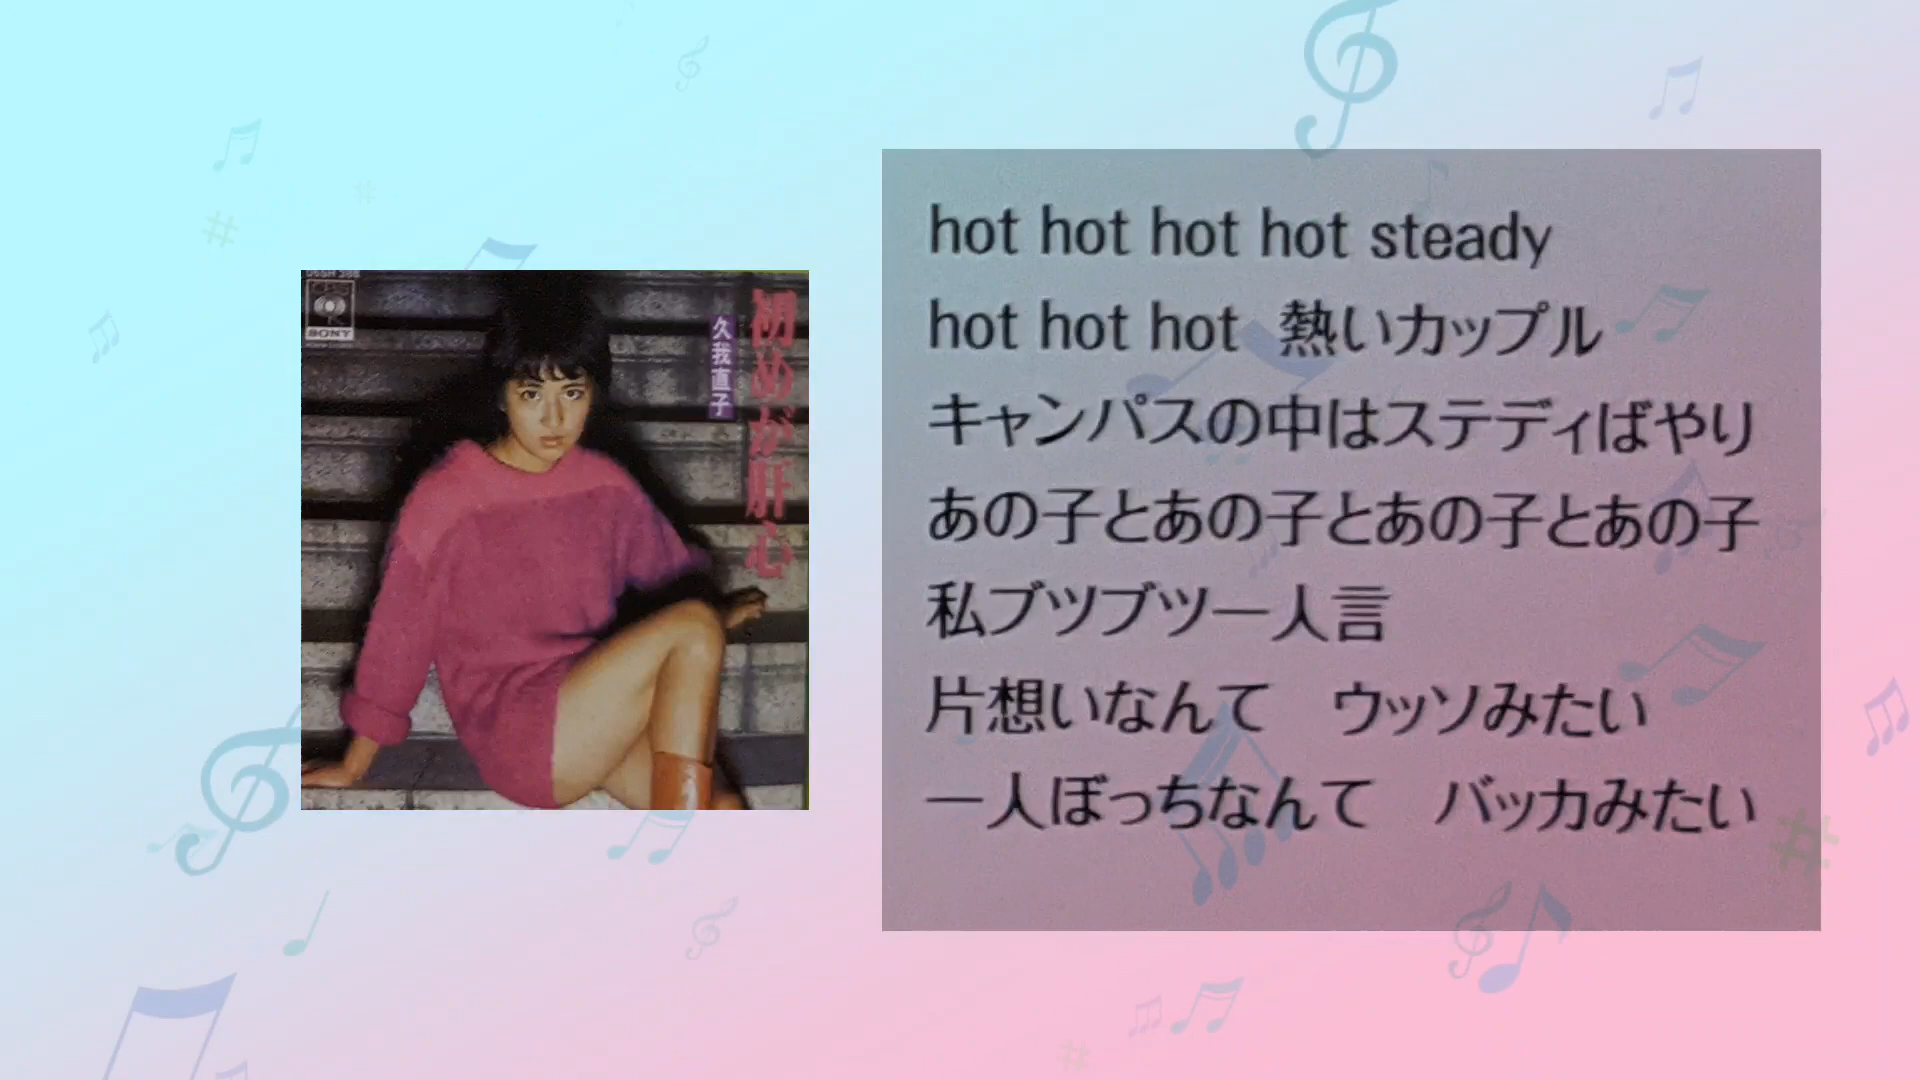 06SH 386
CBS
SONY
初めが肝心
久我直子
hot hot hot hot steady
hot hot hot 熱いカップル
キャンパスの中はステディばやり
あの子とあの子とあの子とあの子
私ブツブツ一人言
片想いなんて ウッソみたい
一人ぼっちなんて バッカみたい